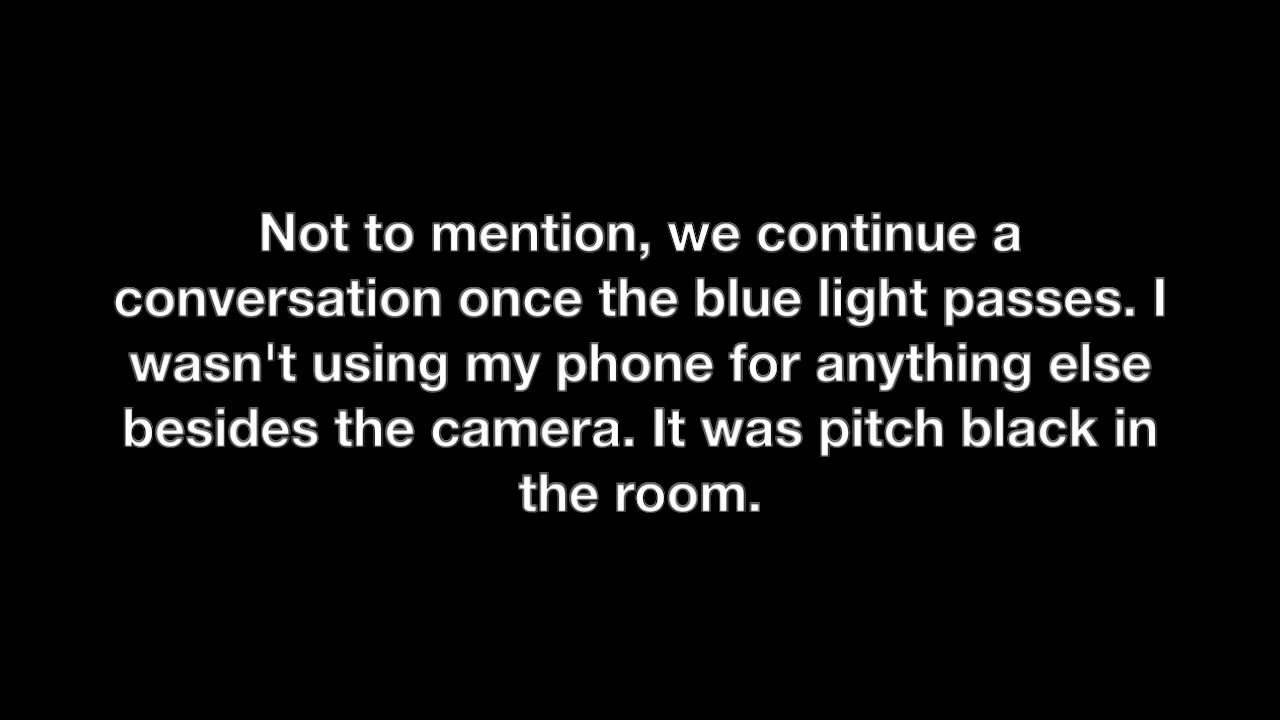 Not to mention, we continue a
conversation once the blue light passes. I
wasn't using my phone for anything else
besides the camera. It was pitch black in
the room.